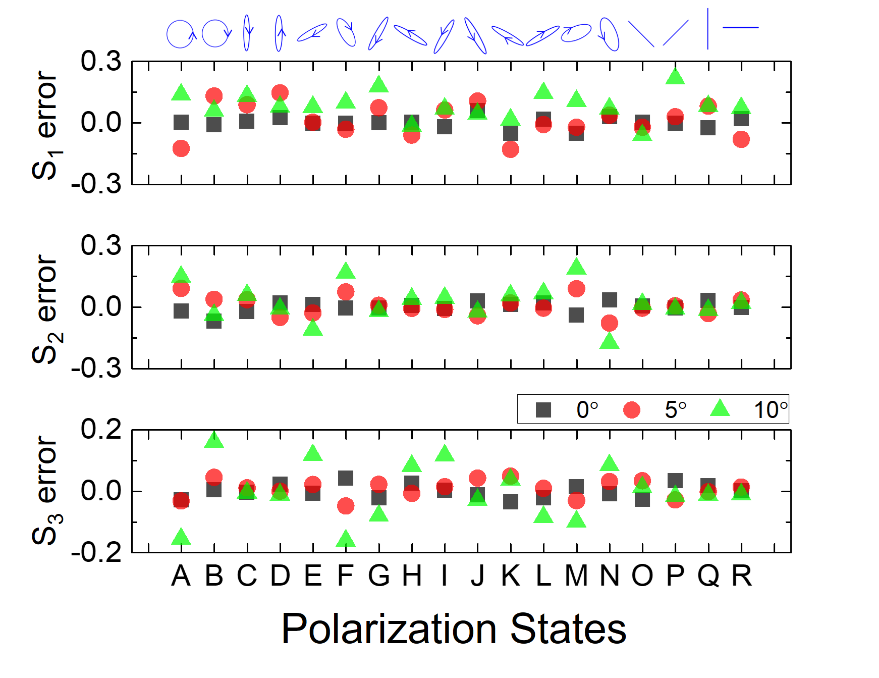 0.3
0.0
-0.3
S1 error
0.3
0.0
-0.3
S2 error
0° 5° 10°
0.2
0.0
-0.2
S3 error
A B C D E F G H I J K L M N O P Q R
Polarization States